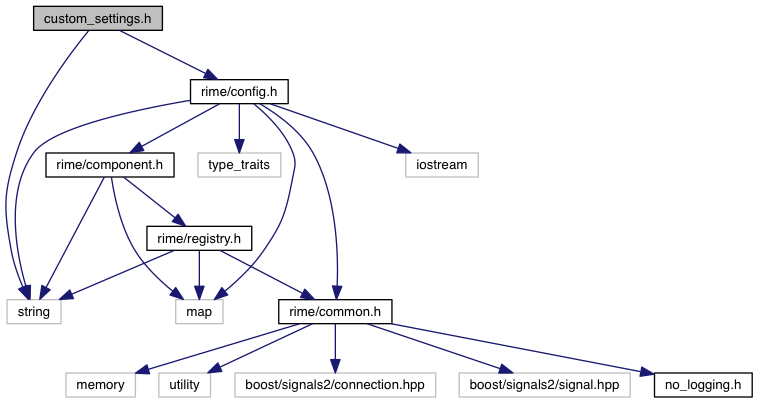 custom_settings.h
rime/config.h
rime/component.h
type_traits
iostream
rime/registry.h
string
map
rime/common.h
memory
utility
boost/signals2/connection.hpp
boost/signals2/signal.hpp
no_logging.h